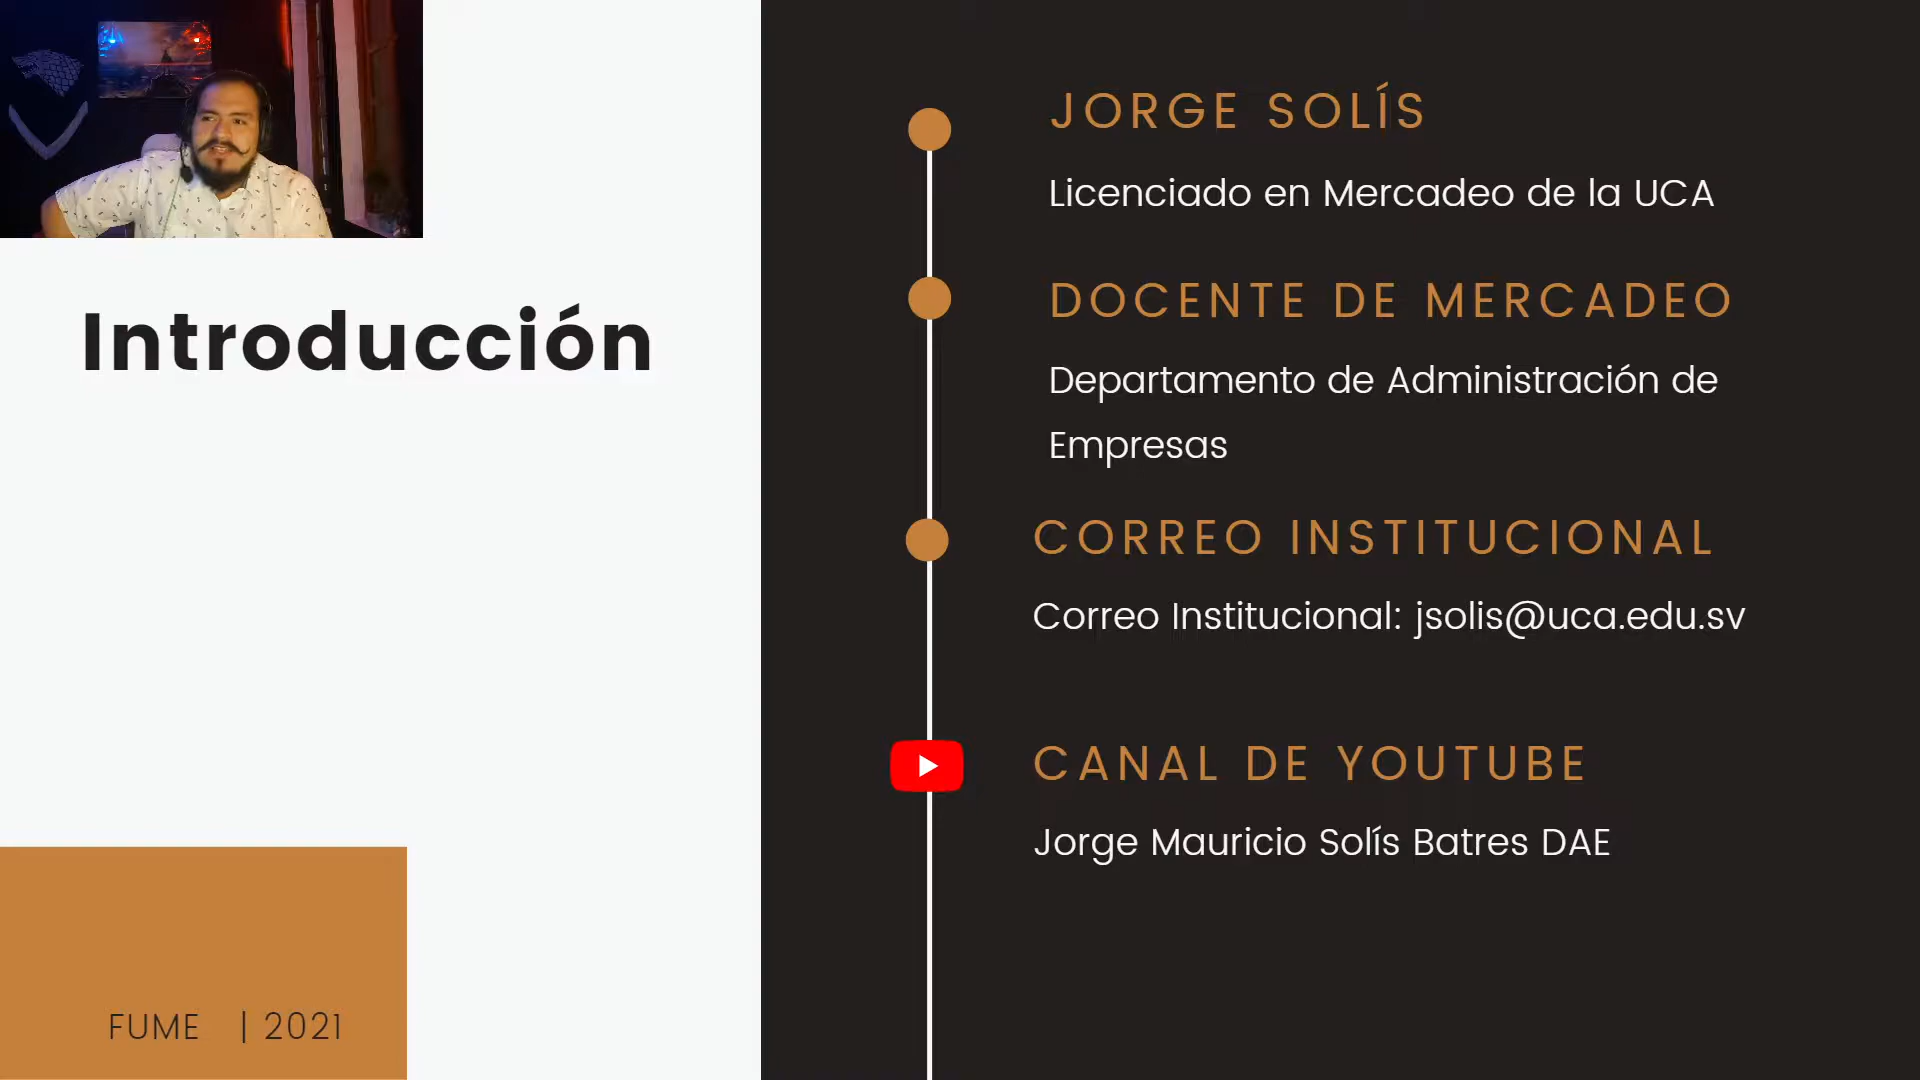 Introducción
FUME | 2021
JORGE SOLÍS
Licenciado en Mercadeo de la UCA
DOCENTE DE MERCADEO
Departamento de Administración de
Empresas
CORREO INSTITUCIONAL
Correo Institucional: jsolis@uca.edu.sv
CANAL DE YOUTUBE
Jorge Mauricio Solís Batres DAE